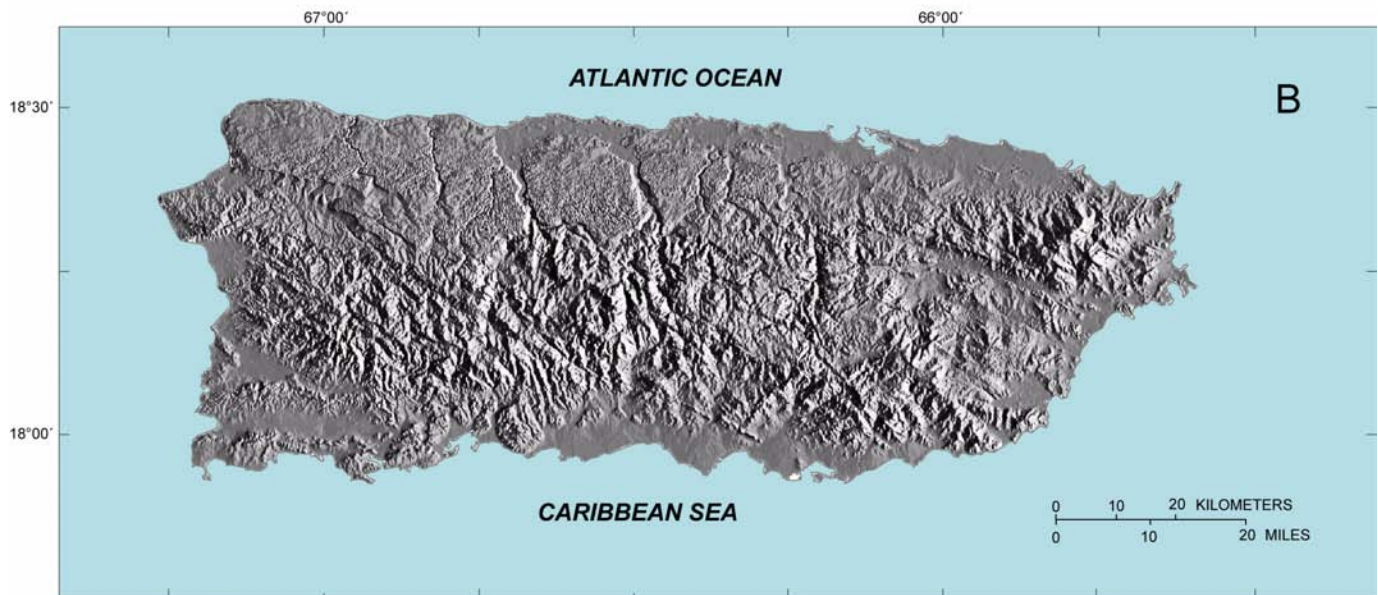 67°00´ 66°00´
ATLANTIC OCEAN
B
18°30´
18°00´
CARIBBEAN SEA
0 10 20 KILOMETERS
0 10 20 MILES